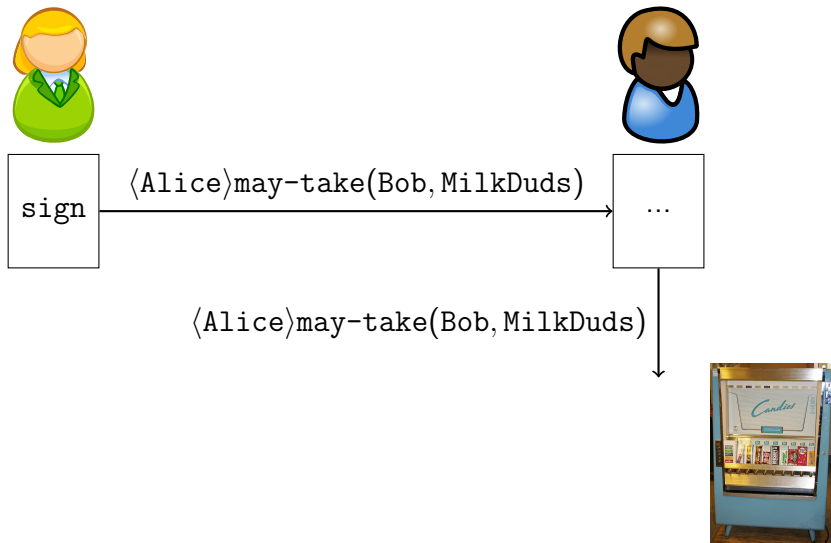 ⟨Alice⟩may-take(Bob, MilkDuds)
sign
...
⟨Alice⟩may-take(Bob, MilkDuds)
Candies